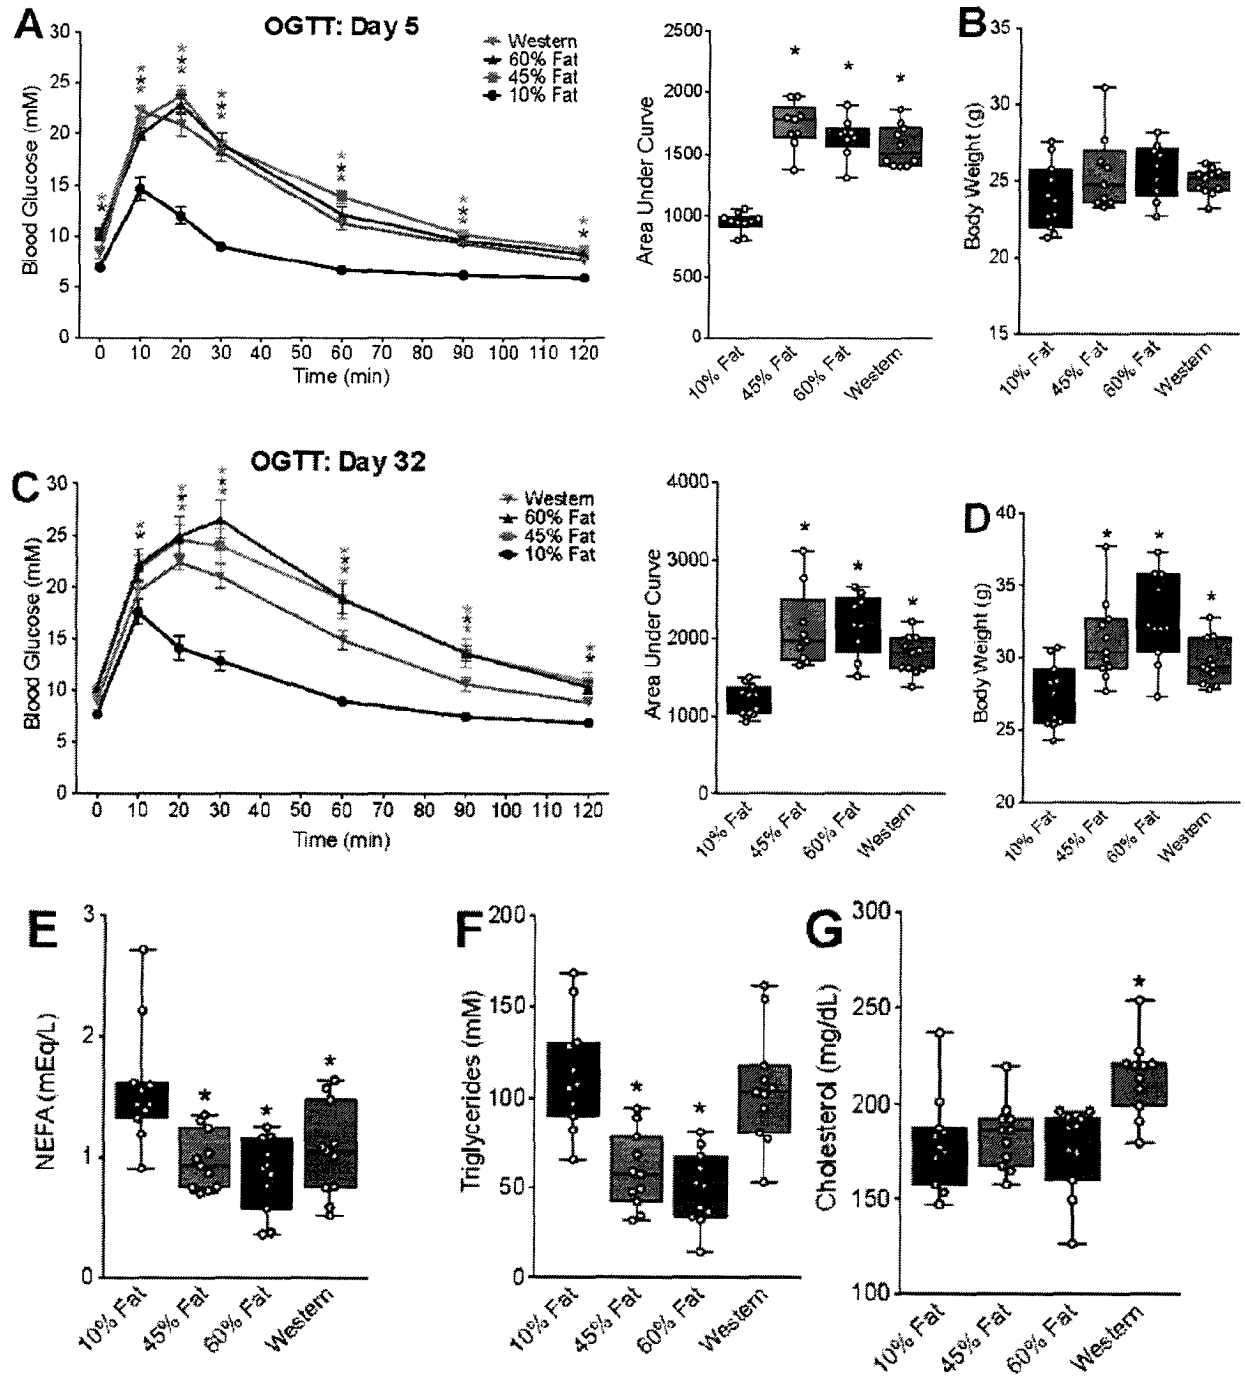 A
OGTT: Day 5
Blood Glucose (mM)
30
25
20
15
10
5
0
0 10 20 30 40 50 60 70 80 90 100 110 120
Time (min)
Western
60% Fat
45% Fat
10% Fat
* * * * * * *
Area Under Curve
2500
2000
1500
1000
500
0
* * *
10% Fat 45% Fat 60% Fat Western
B
Body Weight (g)
35
30
25
20
15
10% Fat 45% Fat 60% Fat Western
C
OGTT: Day 32
Blood Glucose (mM)
30
25
20
15
10
5
0
0 10 20 30 40 50 60 70 80 90 100 110 120
Time (min)
Western
60% Fat
45% Fat
10% Fat
* * * * * *
Area Under Curve
4000
3000
2000
1000
0
* * *
10% Fat 45% Fat 60% Fat Western
D
Body Weight (g)
40
35
30
25
20
* * *
10% Fat 45% Fat 60% Fat Western
E
NEFA (mEq/L)
3
2
1
0
* * *
10% Fat 45% Fat 60% Fat Western
F
Triglycerides (mM)
200
150
100
50
0
* *
10% Fat 45% Fat 60% Fat Western
G
Cholesterol (mg/dL)
300
250
200
150
100
*
10% Fat 45% Fat 60% Fat Western